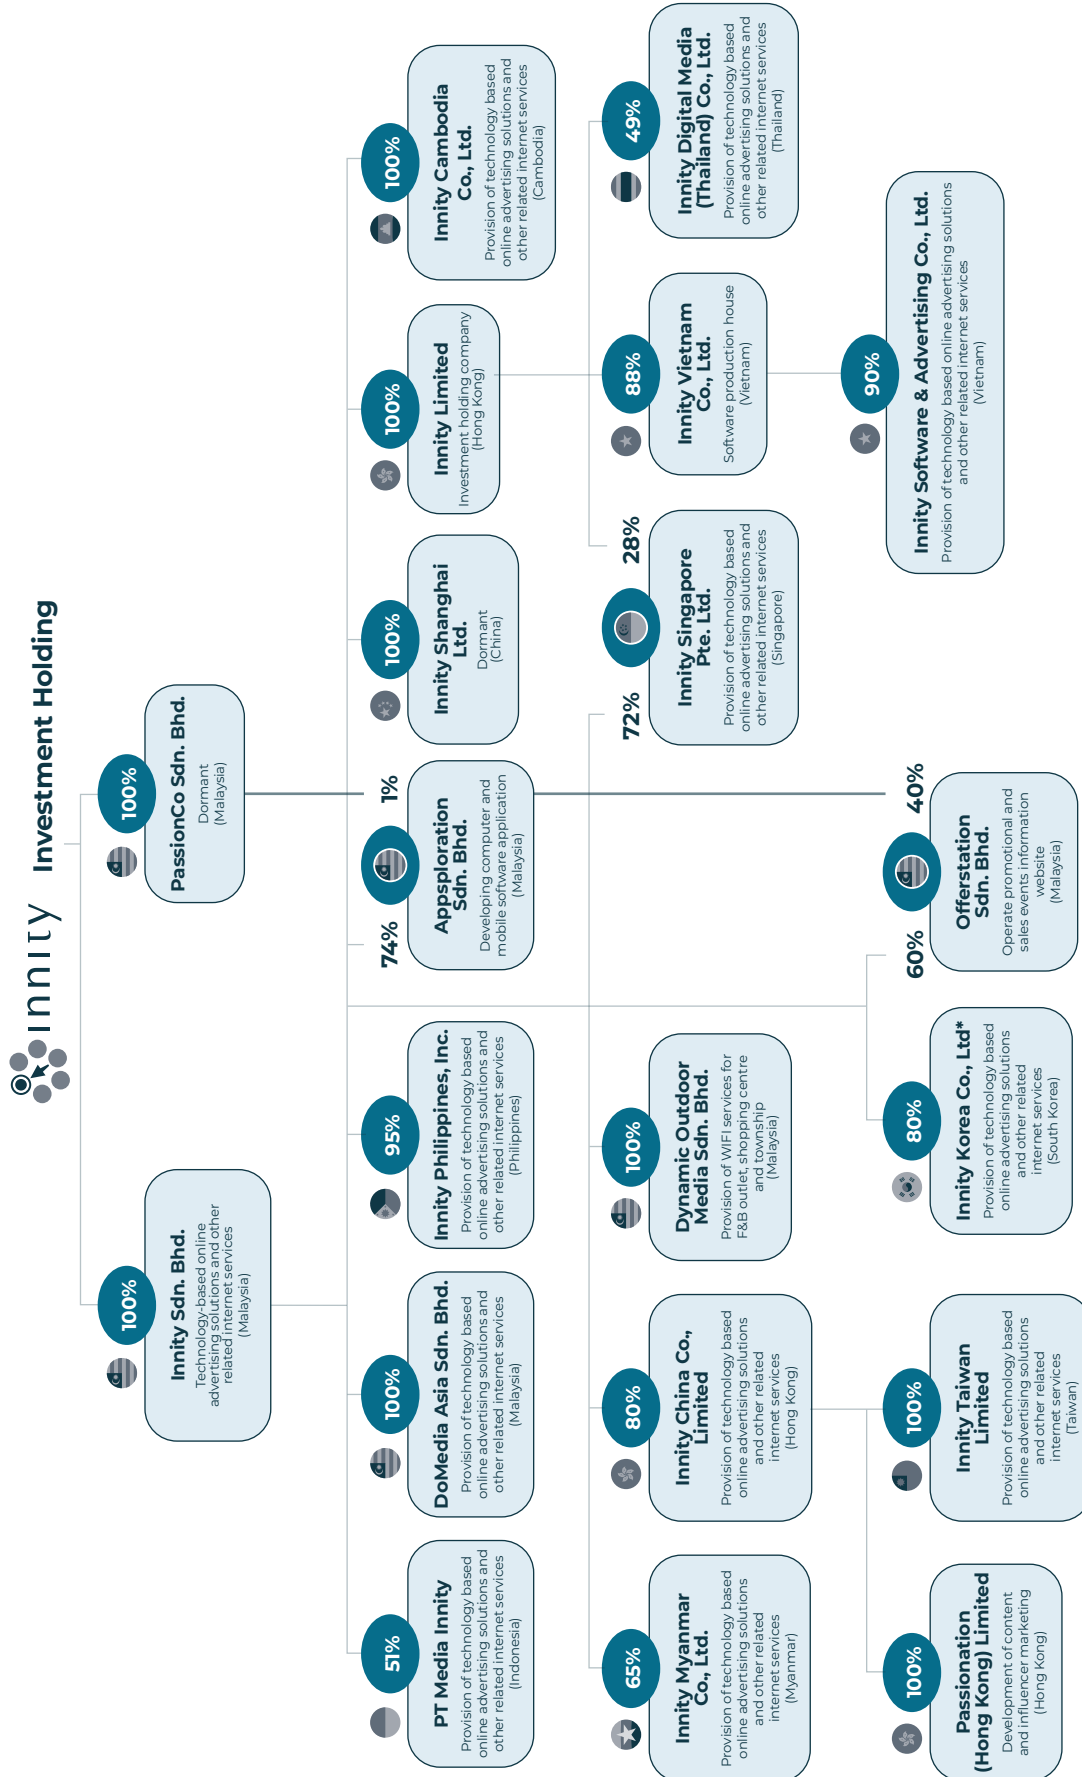 ınnıty Investment Holding
100%
Innity Sdn. Bhd.
Technology-based online
advertising solutions and other
related internet services
(Malaysia)
100%
PassionCo Sdn. Bhd.
Dormant
(Malaysia)
51%
PT Media Innity
Provision of technology based
online advertising solutions and
other related internet services
(Indonesia)
100%
DoMedia Asia Sdn. Bhd.
Provision of technology based
online advertising solutions and
other related internet services
(Malaysia)
95%
Innity Philippines, Inc.
Provision of technology based
online advertising solutions and
other related internet services
(Philippines)
74%
1%
Appsploration
Sdn. Bhd.
Developing computer and
mobile software application
(Malaysia)
100%
Innity Shanghai
Ltd.
Dormant
(China)
100%
Innity Limited
Investment holding company
(Hong Kong)
100%
Innity Cambodia
Co., Ltd.
Provision of technology based
online advertising solutions and
other related internet services
(Cambodia)
65%
Innity Myanmar
Co., Ltd.
Provision of technology based
online advertising solutions
and other related
internet services
(Myanmar)
80%
Innity China Co.,
Limited
Provision of technology based
online advertising solutions
and other related
internet services
(Hong Kong)
100%
Dynamic Outdoor
Media Sdn. Bhd.
Provision of WIFI services for
F&B outlet, shopping centre
and township
(Malaysia)
72%
28%
Innity Singapore
Pte. Ltd.
Provision of technology based
online advertising solutions and
other related internet services
(Singapore)
88%
Innity Vietnam
Co., Ltd.
Software production house
(Vietnam)
49%
Innity Digital Media
(Thailand) Co., Ltd.
Provision of technology based
online advertising solutions and
other related internet services
(Thailand)
100%
Passionation
(Hong Kong) Limited
Development of content
and influencer marketing
(Hong Kong)
100%
Innity Taiwan
Limited
Provision of technology based
online advertising solutions
and other related
internet services
(Taiwan)
80%
Innity Korea Co., Ltd*
Provision of technology based
online advertising solutions
and other related
internet services
(South Korea)
60%
40%
Offerstation
Sdn. Bhd.
Operate promotional and
sales events information
website
(Malaysia)
90%
Innity Software & Advertising Co., Ltd.
Provision of technology based online advertising solutions
and other related internet services
(Vietnam)